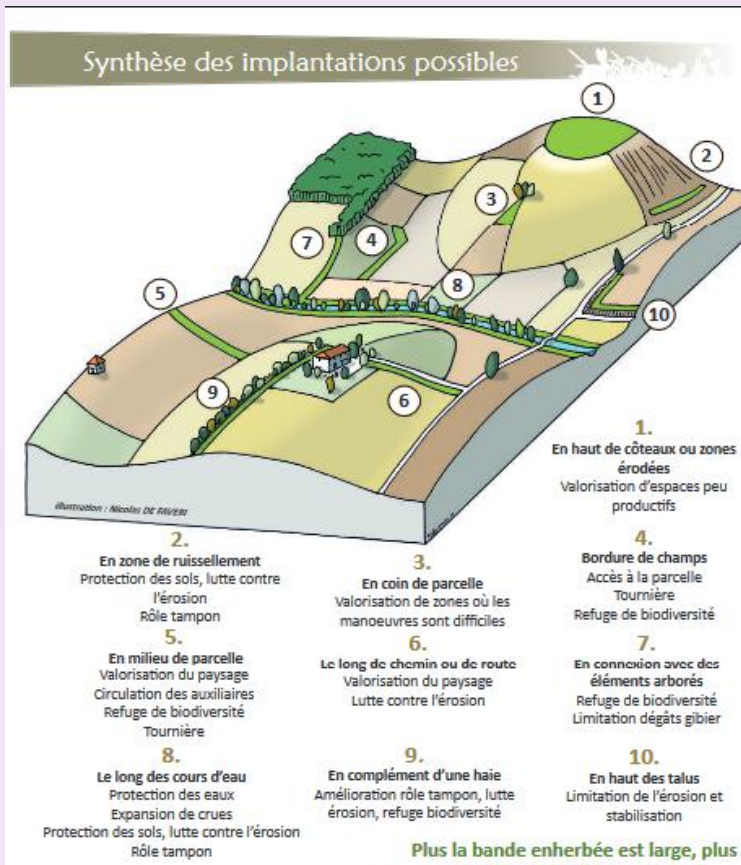 Synthèse des implantations possibles
1
2
3
7
4
8
5
10
9
6
illustration : Nicolas DE FAVERI
1.
En haut de côteaux ou zones
érodées
Valorisation d'espaces peu
productifs
2.
En zone de ruissellement
Protection des sols, lutte contre
l'érosion
Rôle tampon
3.
En coin de parcelle
Valorisation de zones où les
manoeuvres sont difficiles
4.
Bordure de champs
Accès à la parcelle
Tournière
Refuge de biodiversité
5.
En milieu de parcelle
Valorisation du paysage
Circulation des auxiliaires
Refuge de biodiversité
Tournière
6.
Le long de chemin ou de route
Valorisation du paysage
Lutte contre l'érosion
7.
En connexion avec des
éléments arborés
Refuge de biodiversité
Limitation dégâts gibier
8.
Le long des cours d'eau
Protection des eaux
Expansion de crues
Protection des sols, lutte contre l'érosion
Rôle tampon
9.
En complément d'une haie
Amélioration rôle tampon, lutte
érosion, refuge biodiversité
10.
En haut des talus
Limitation de l'érosion et
stabilisation
Plus la bande enherbée est large, plus